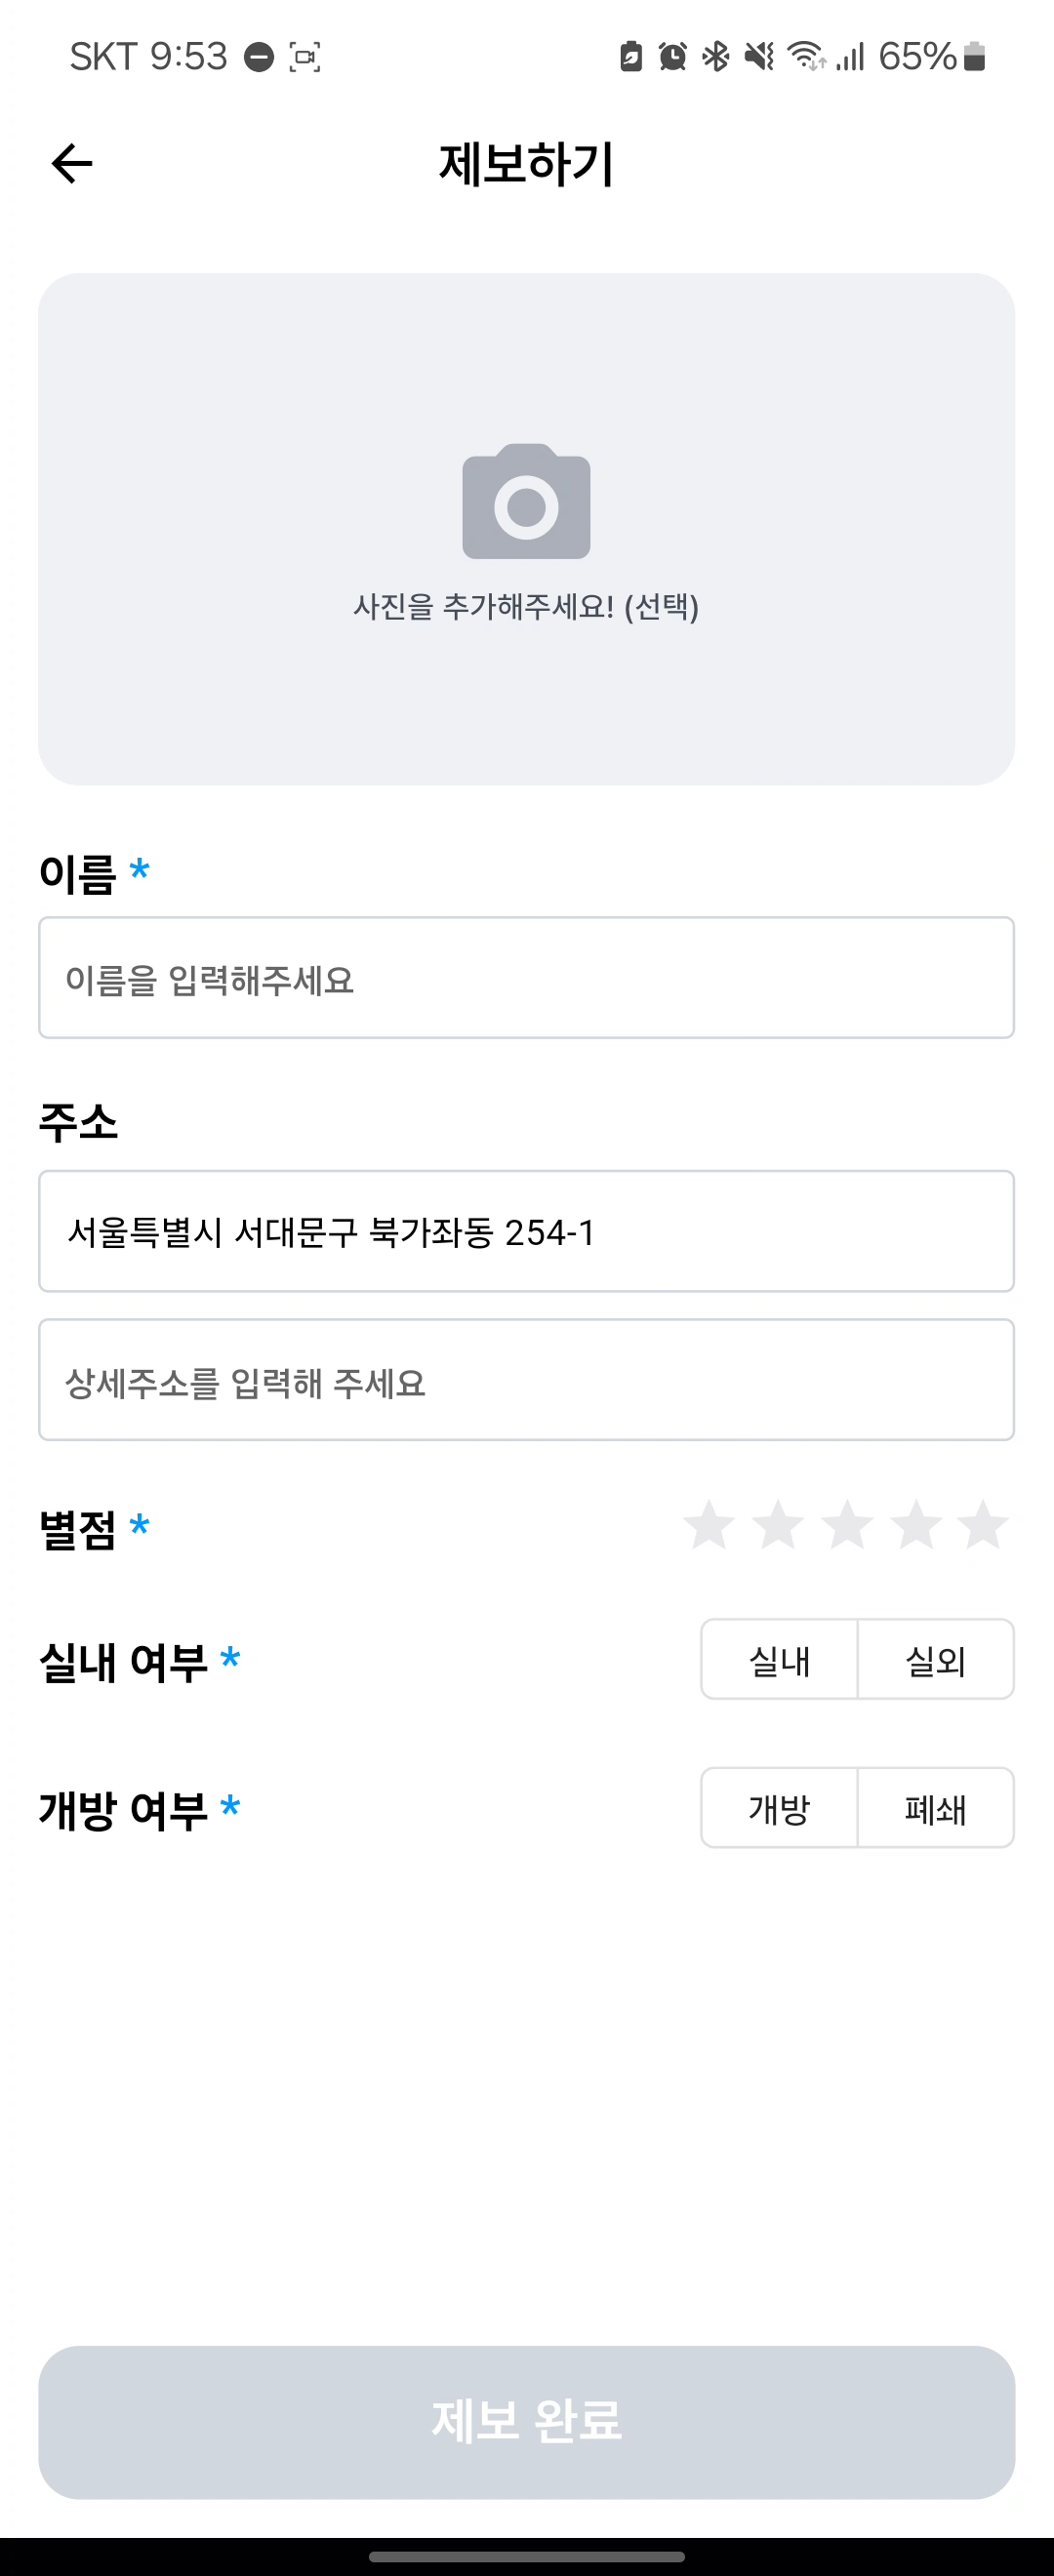 SKT 9:53 65%
제보하기
사진을 추가해주세요! (선택)
이름 *
이름을 입력해주세요
주소
서울특별시 서대문구 북가좌동 254-1
상세주소를 입력해 주세요
별점 *
실내 여부 * 실내 실외
개방 여부 * 개방 폐쇄
제보 완료